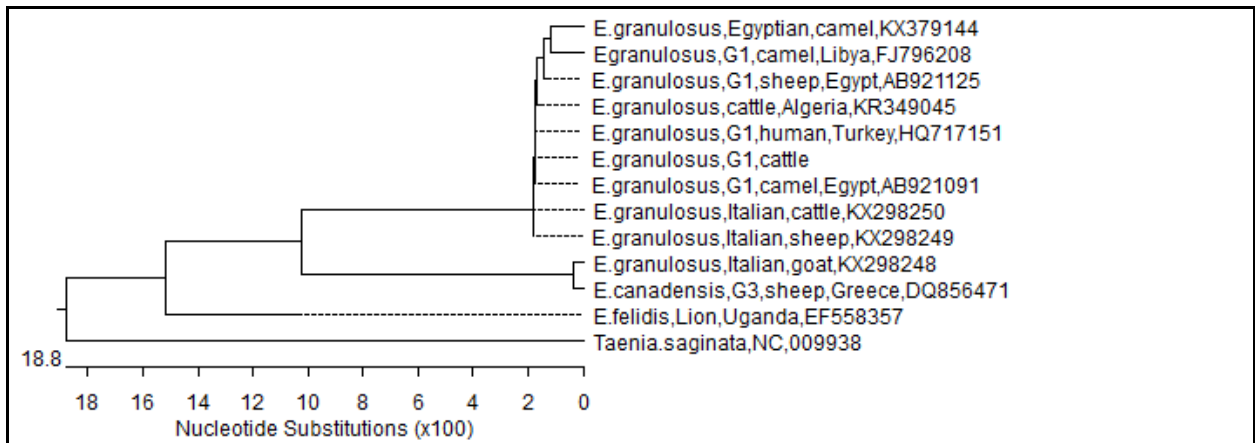 E.granulosus,Egyptian,camel,KX379144
Egranulosus,G1,camel,Libya,FJ796208
E.granulosus,G1,sheep,Egypt,AB921125
E.granulosus,cattle,Algeria,KR349045
E.granulosus,G1,human,Turkey,HQ717151
E.granulosus,G1,cattle
E.granulosus,G1,camel,Egypt,AB921091
E.granulosus,Italian,cattle,KX298250
E.granulosus,Italian,sheep,KX298249
E.granulosus,Italian,goat,KX298248
E.canadensis,G3,sheep,Greece,DQ856471
E.felidis,Lion,Uganda,EF558357
Taenia.saginata,NC,009938
18.8
18 16 14 12 10 8 6 4 2 0
Nucleotide Substitutions (x100)